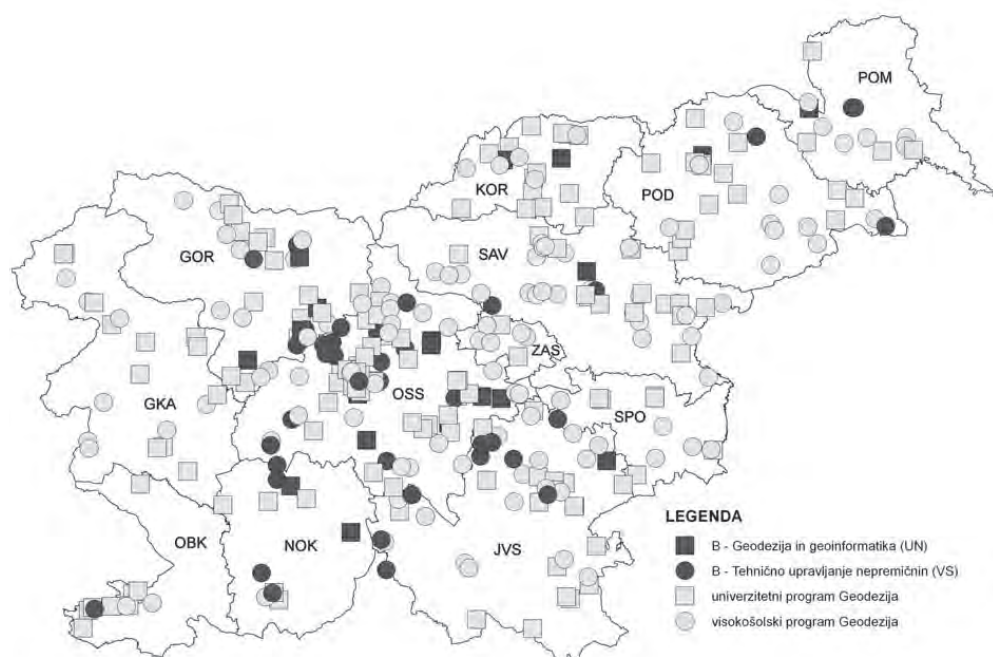 POM
KOR
POD
GOR
SAV
ZAS
GKA
OSS
SPO
OBK
NOK
JVS
LEGENDA
B - Geodezija in geoinformatika (UN)
B - Tehnično upravljanje nepremičnin (VS)
univerzitetni program Geodezija
visokošolski program Geodezija